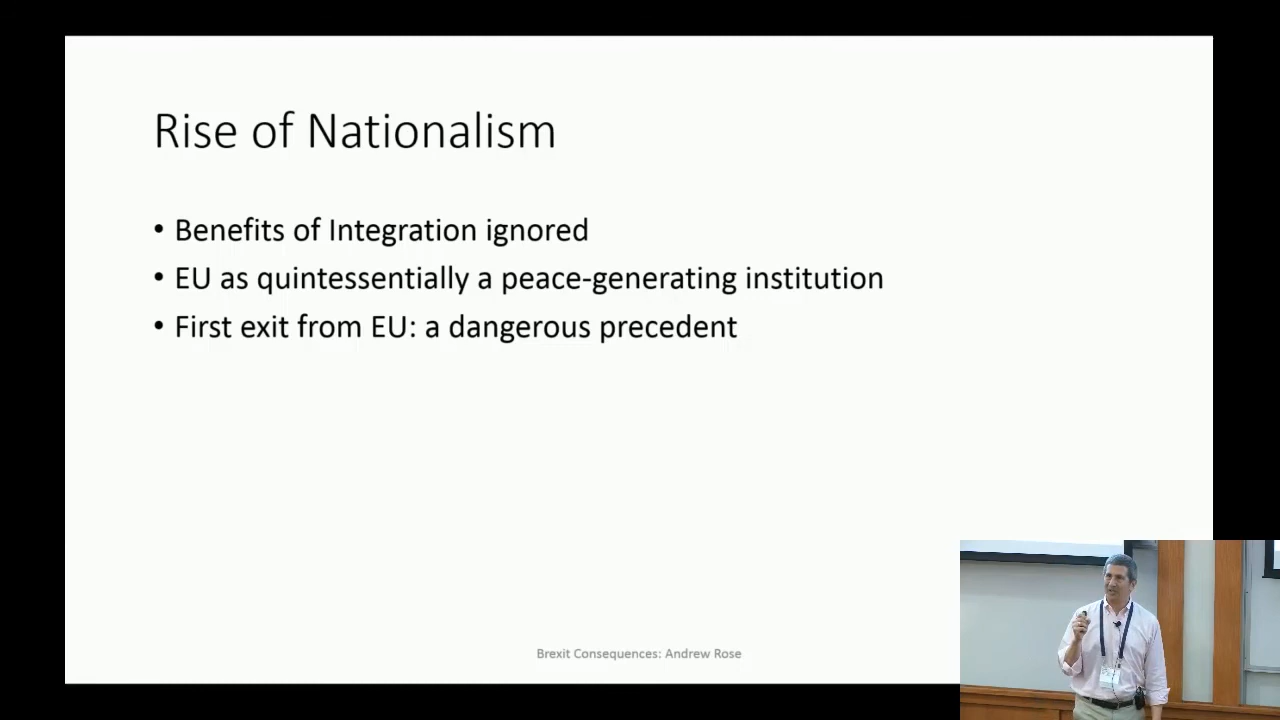 Rise of Nationalism
• Benefits of Integration ignored
• EU as quintessentially a peace-generating institution
• First exit from EU: a dangerous precedent
Brexit Consequences: Andrew Rose